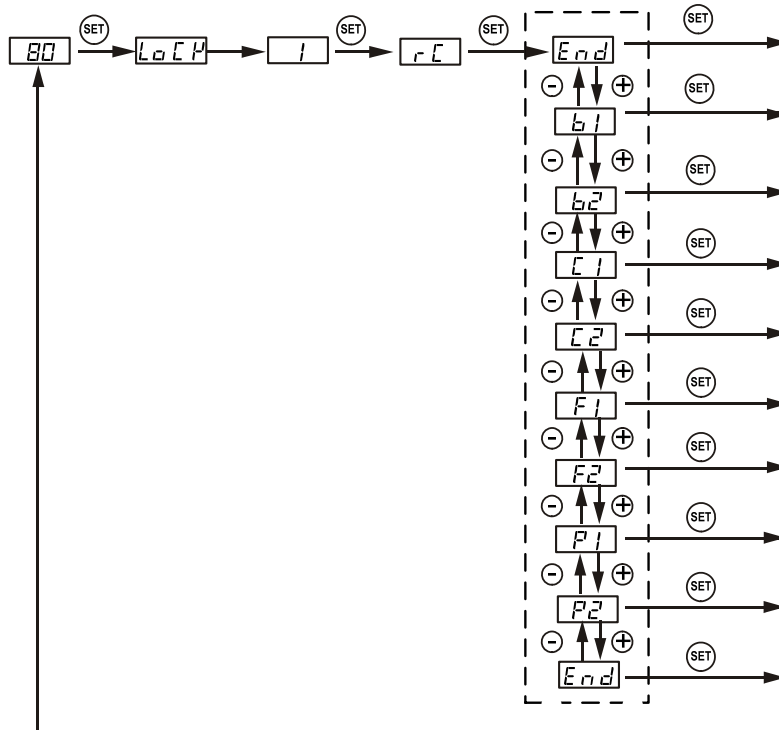 80 SET LoCK 1 SET rC SET End SET
- +
b1 SET
- +
b2 SET
- +
C1 SET
- +
C2 SET
- +
F1 SET
- +
F2 SET
- +
P1 SET
- +
P2 SET
- +
End SET